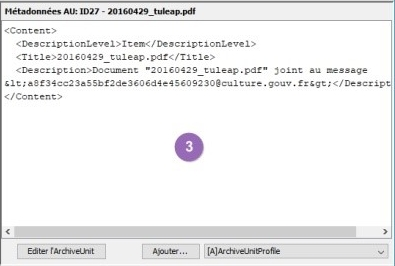 Métadonnées AU: ID27 - 20160429_tuleap.pdf
<Content>
  <DescriptionLevel>Item</DescriptionLevel>
  <Title>20160429_tuleap.pdf</Title>
  <Description>Document "20160429_tuleap.pdf" joint au message
&lt;a8f34cc23a55bf2de3606d4e45609230@culture.gouv.fr&gt;</Descript
</Content>
3
Editer l'ArchiveUnit Ajouter... [A]ArchiveUnitProfile